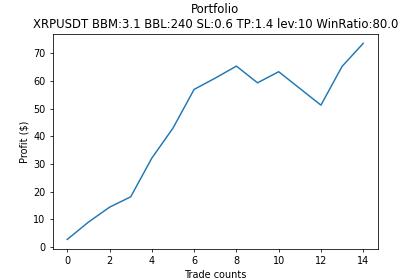 Portfolio
XRPUSDT BBM:3.1 BBL:240 SL:0.6 TP:1.4 lev:10 WinRatio:80.0
Profit ($)
70
60
50
40
30
20
10
0
0 2 4 6 8 10 12 14
Trade counts